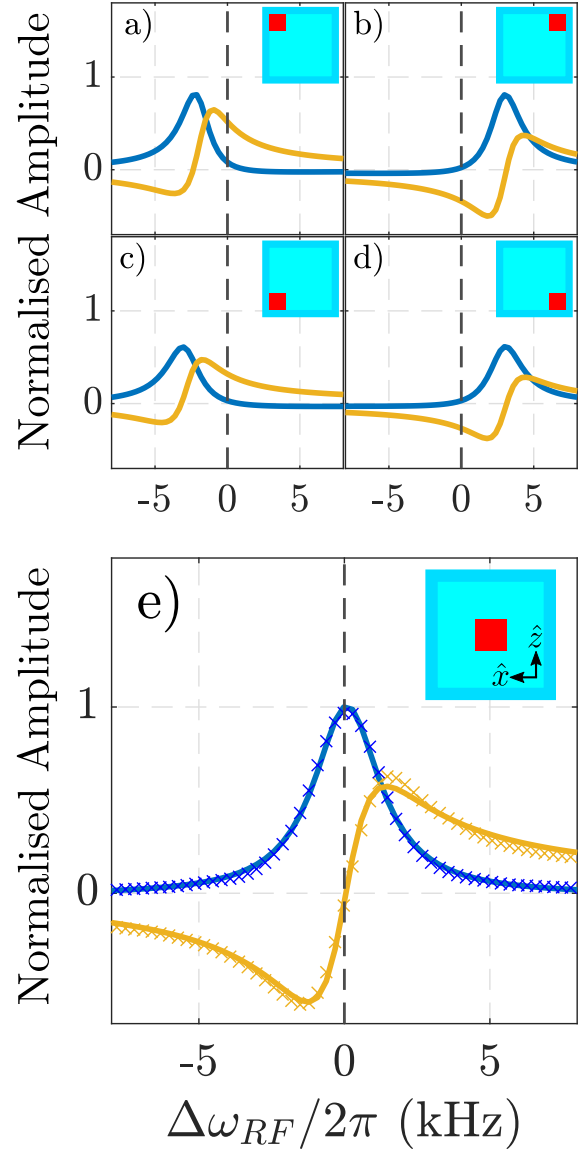 a)
b)
1
0
c)
d)
1
0
-5
0
5
-5
0
5
Normalised Amplitude
e)
ẑ
x̂
1
0
-5
0
5
Normalised Amplitude
Δω_RF/2π (kHz)